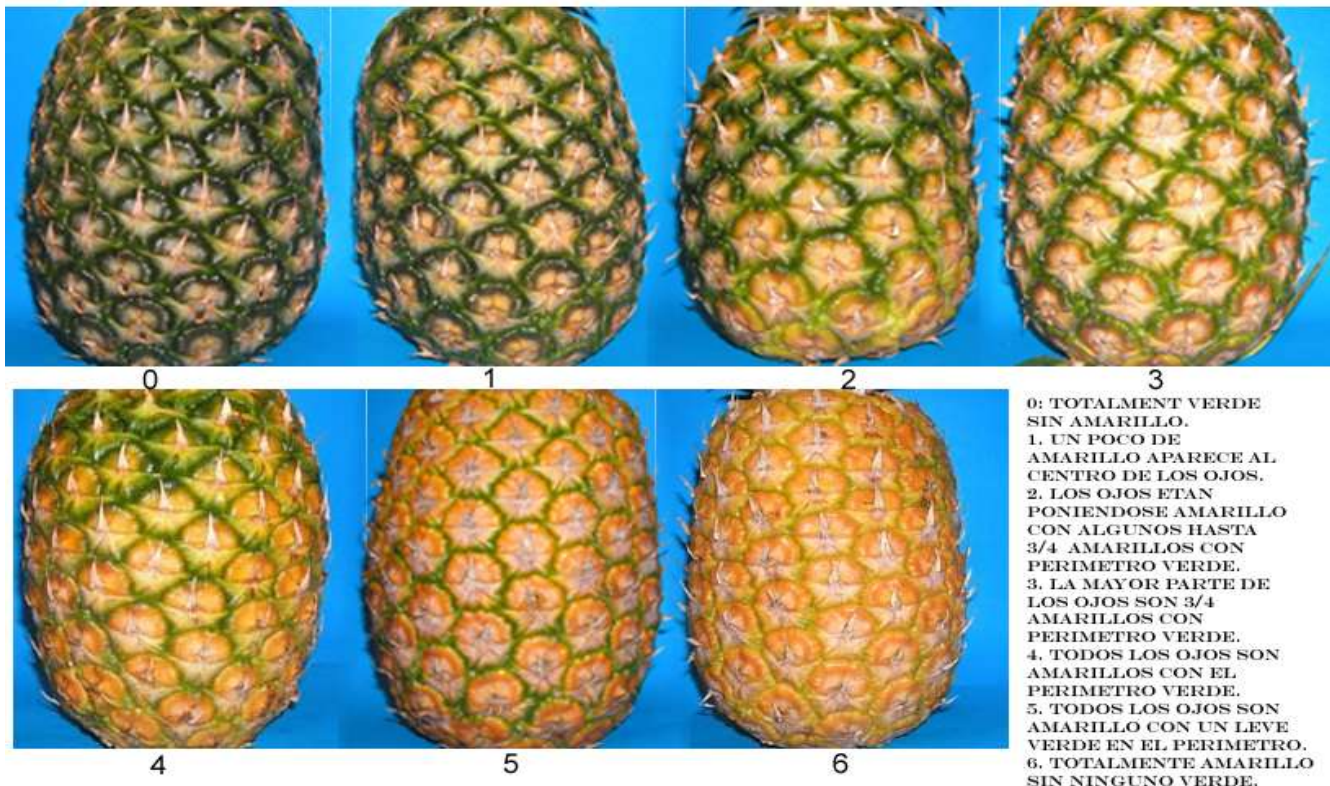 0
1
2
3
4
5
6
0: TOTALMENT VERDE
SIN AMARILLO.
1. UN POCO DE
AMARILLO APARECE AL
CENTRO DE LOS OJOS.
2. LOS OJOS ETAN
PONIENDOSE AMARILLO
CON ALGUNOS HASTA
3/4 AMARILLOS CON
PERIMETRO VERDE.
3. LA MAYOR PARTE DE
LOS OJOS SON 3/4
AMARILLOS CON
PERIMETRO VERDE.
4. TODOS LOS OJOS SON
AMARILLOS CON EL
PERIMETRO VERDE.
5. TODOS LOS OJOS SON
AMARILLO CON UN LEVE
VERDE EN EL PERIMETRO.
6. TOTALMENTE AMARILLO
SIN NINGUNO VERDE.